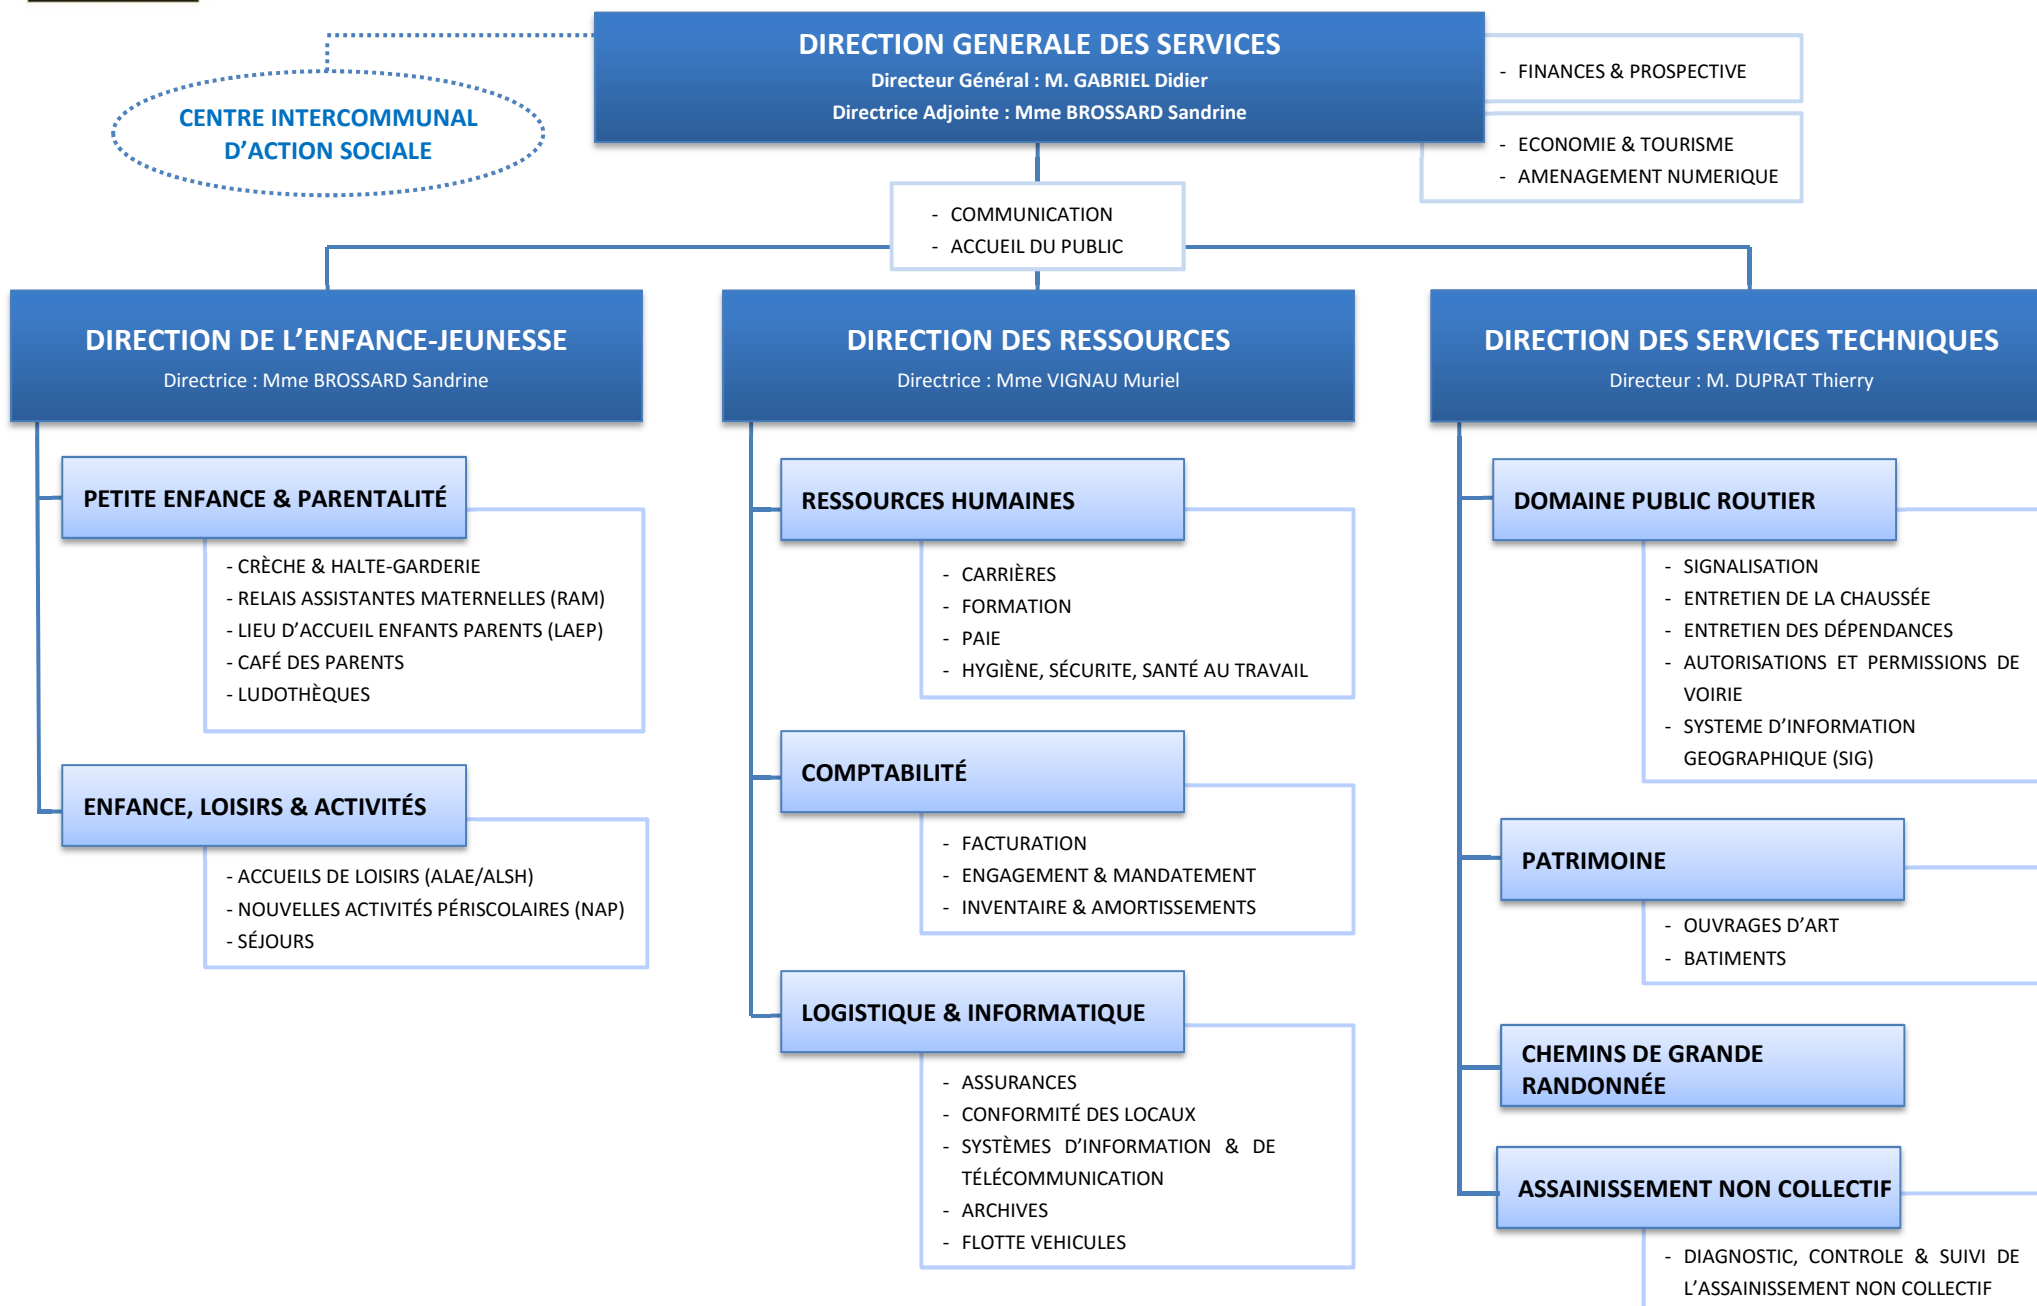 DIRECTION GENERALE DES SERVICES
Directeur Général : M. GABRIEL Didier
Directrice Adjointe : Mme BROSSARD Sandrine
- FINANCES & PROSPECTIVE
- ECONOMIE & TOURISME
- AMENAGEMENT NUMERIQUE
CENTRE INTERCOMMUNAL
D’ACTION SOCIALE
- COMMUNICATION
- ACCUEIL DU PUBLIC
DIRECTION DE L’ENFANCE-JEUNESSE
Directrice : Mme BROSSARD Sandrine
PETITE ENFANCE & PARENTALITÉ
- CRÈCHE & HALTE-GARDERIE
- RELAIS ASSISTANTES MATERNELLES (RAM)
- LIEU D’ACCUEIL ENFANTS PARENTS (LAEP)
- CAFÉ DES PARENTS
- LUDOTHÈQUES
ENFANCE, LOISIRS & ACTIVITÉS
- ACCUEILS DE LOISIRS (ALAE/ALSH)
- NOUVELLES ACTIVITÉS PÉRISCOLAIRES (NAP)
- SÉJOURS
DIRECTION DES RESSOURCES
Directrice : Mme VIGNAU Muriel
RESSOURCES HUMAINES
- CARRIÈRES
- FORMATION
- PAIE
- HYGIÈNE, SÉCURITE, SANTÉ AU TRAVAIL
COMPTABILITÉ
- FACTURATION
- ENGAGEMENT & MANDATEMENT
- INVENTAIRE & AMORTISSEMENTS
LOGISTIQUE & INFORMATIQUE
- ASSURANCES
- CONFORMITÉ DES LOCAUX
- SYSTÈMES D’INFORMATION & DE
TÉLÉCOMMUNICATION
- ARCHIVES
- FLOTTE VEHICULES
DIRECTION DES SERVICES TECHNIQUES
Directeur : M. DUPRAT Thierry
DOMAINE PUBLIC ROUTIER
- SIGNALISATION
- ENTRETIEN DE LA CHAUSSÉE
- ENTRETIEN DES DÉPENDANCES
- AUTORISATIONS ET PERMISSIONS DE
VOIRIE
- SYSTEME D’INFORMATION
GEOGRAPHIQUE (SIG)
PATRIMOINE
- OUVRAGES D’ART
- BATIMENTS
CHEMINS DE GRANDE
RANDONNÉE
ASSAINISSEMENT NON COLLECTIF
- DIAGNOSTIC, CONTROLE & SUIVI DE
L’ASSAINISSEMENT NON COLLECTIF